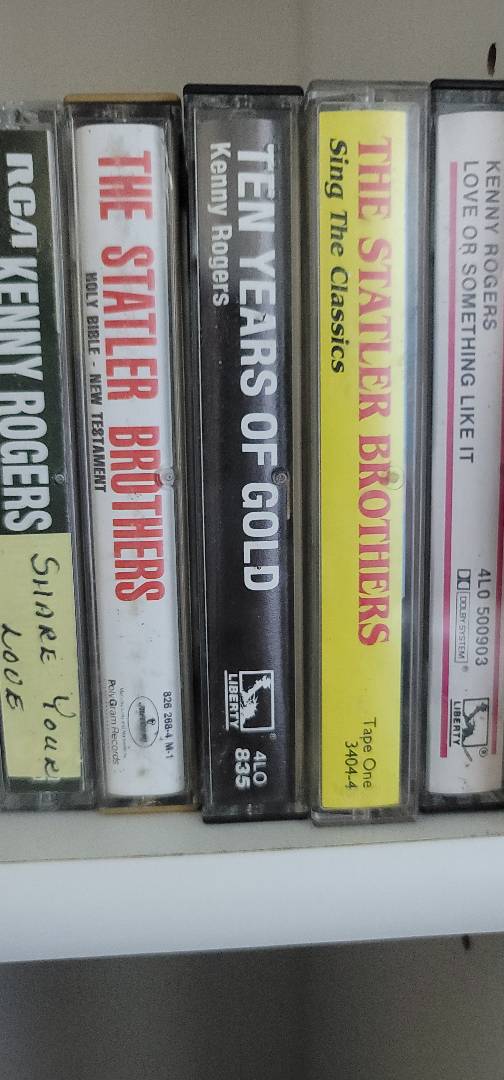 RCA KENNY ROGERS
SHARE YOUR
LOVE
THE STATLER BROTHERS
HOLY BIBLE - NEW TESTAMENT
826 268-4 M-1
PolyGram Records
TEN YEARS OF GOLD
Kenny Rogers
LIBERTY
4LO
835
THE STATLER BROTHERS
Sing The Classics
Tape One
3404-4
KENNY ROGERS
LOVE OR SOMETHING LIKE IT
4LO 500903
DOLBY SYSTEM
LIBERTY